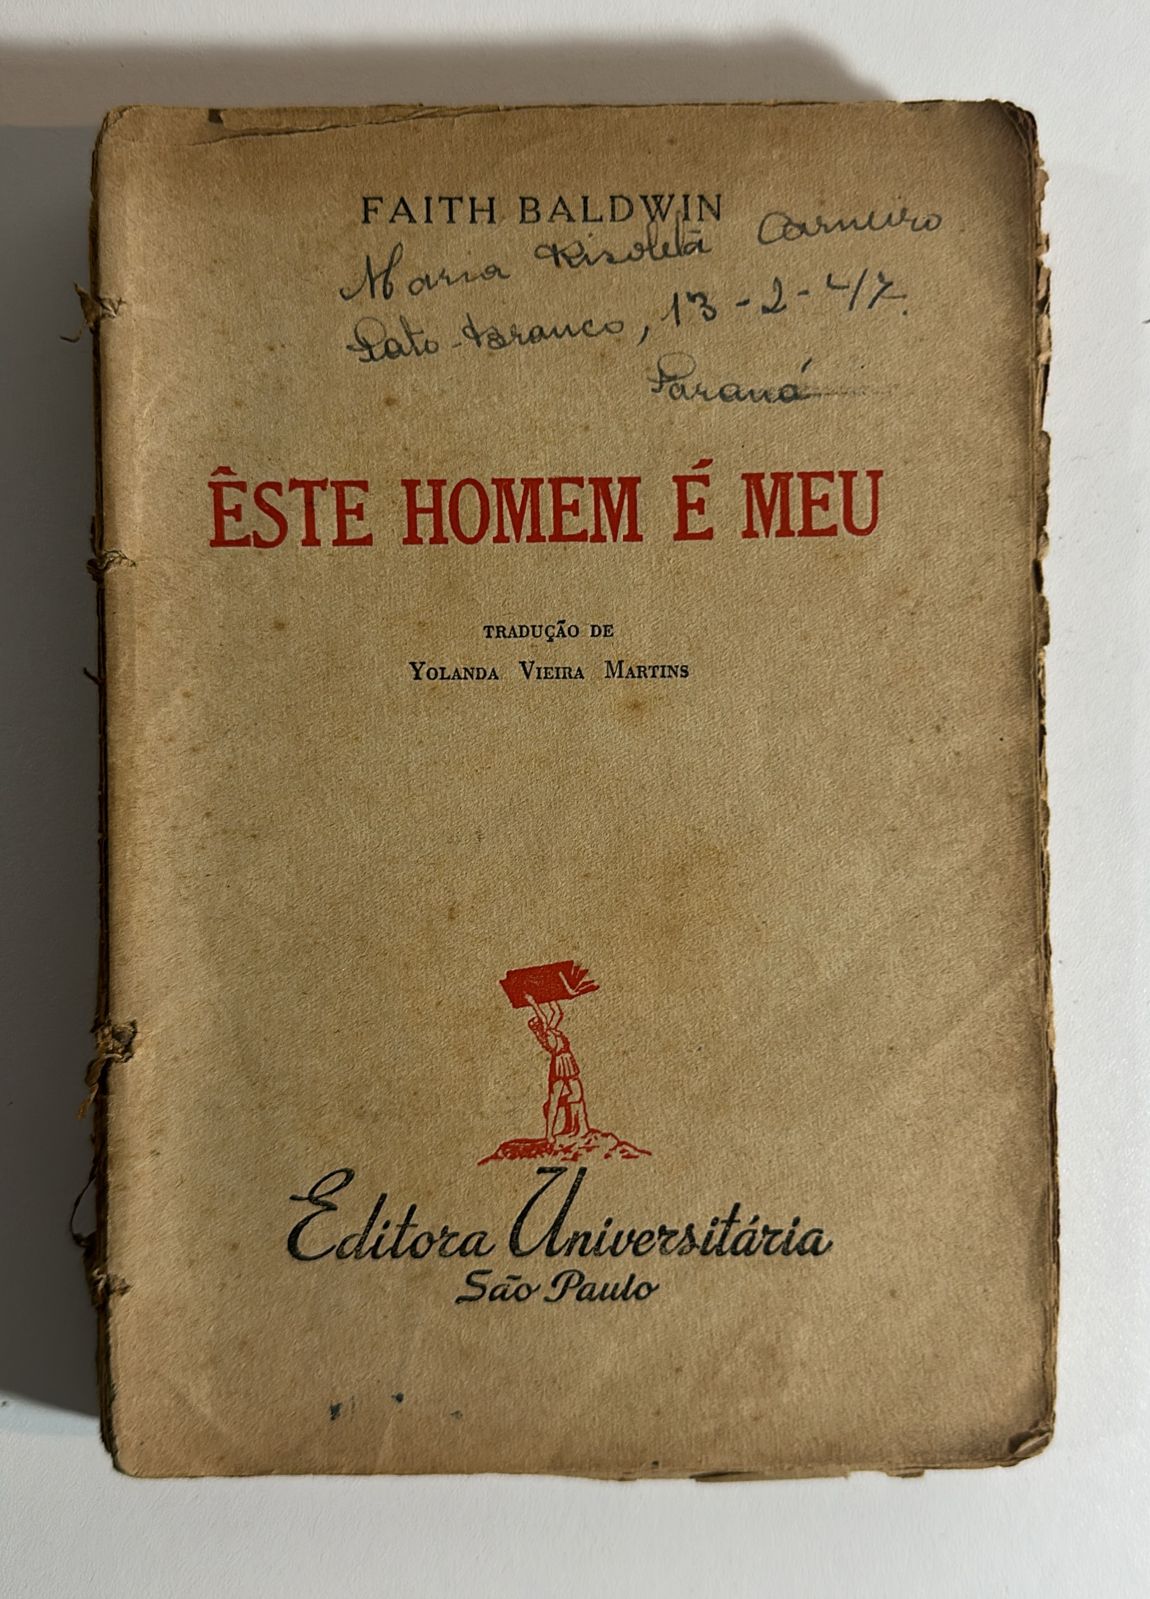 FAITH BALDWIN
Maria Risoleta Carneiro
Pato-Branco, 13-2-47.
Paraná
ÊSTE HOMEM É MEU
TRADUÇÃO DE
YOLANDA VIEIRA MARTINS
Editora Universitária
São Paulo